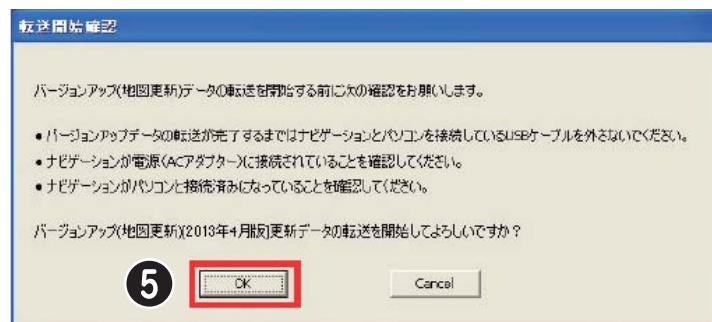 転送開始確認
バージョンアップ(地図更新)データの転送を開始する前に次の確認をお願いします。
●バージョンアップデータの転送が完了するまではナビゲーションとパソコンを接続しているUSBケーブルを外さないでください。
●ナビゲーションが電源(ACアダプター)に接続されていることを確認してください。
●ナビゲーションがパソコンと接続済みになっていることを確認してください。
バージョンアップ(地図更新)[2013年4月版]更新データの転送を開始してよろしいですか?
5 OK Cancel